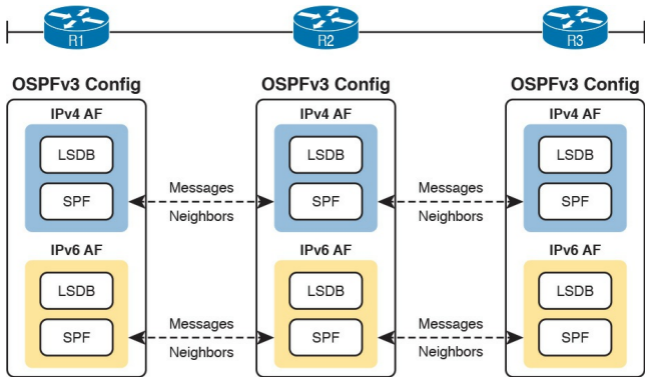 R1
R2
R3
OSPFv3 Config
OSPFv3 Config
OSPFv3 Config
IPv4 AF
IPv4 AF
IPv4 AF
LSDB
LSDB
LSDB
Messages
Messages
SPF
SPF
SPF
Neighbors
Neighbors
IPv6 AF
IPv6 AF
IPv6 AF
LSDB
LSDB
LSDB
Messages
Messages
SPF
SPF
SPF
Neighbors
Neighbors